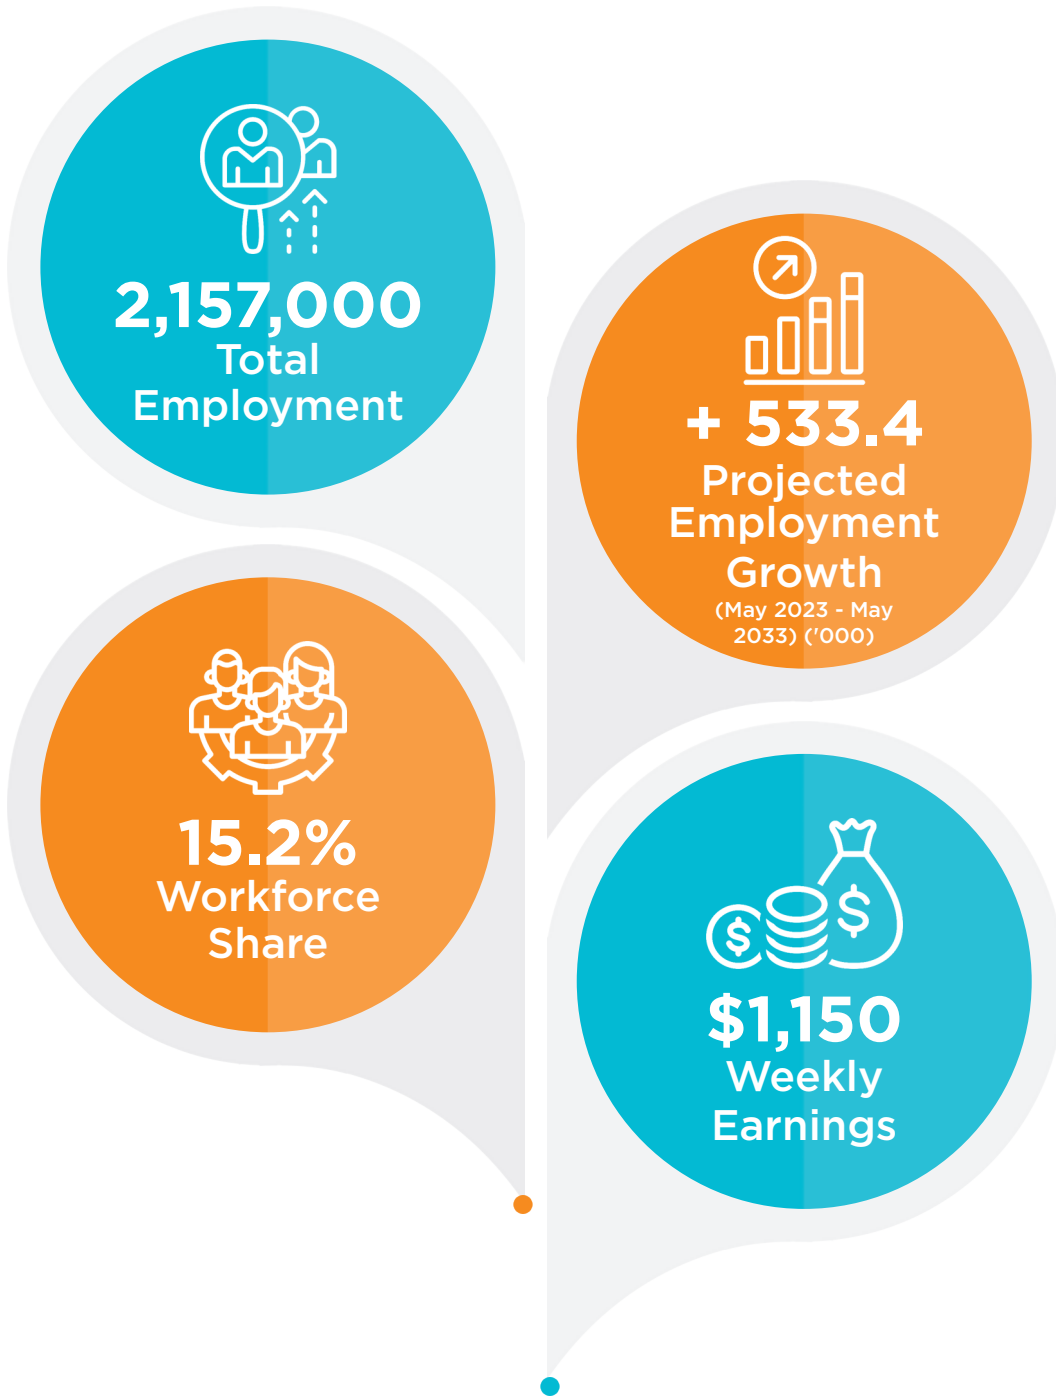 2,157,000
Total
Employment
+ 533.4
Projected
Employment
Growth
(May 2023 - May
2033) ('000)
15.2%
Workforce
Share
$ $
$1,150
Weekly
Earnings